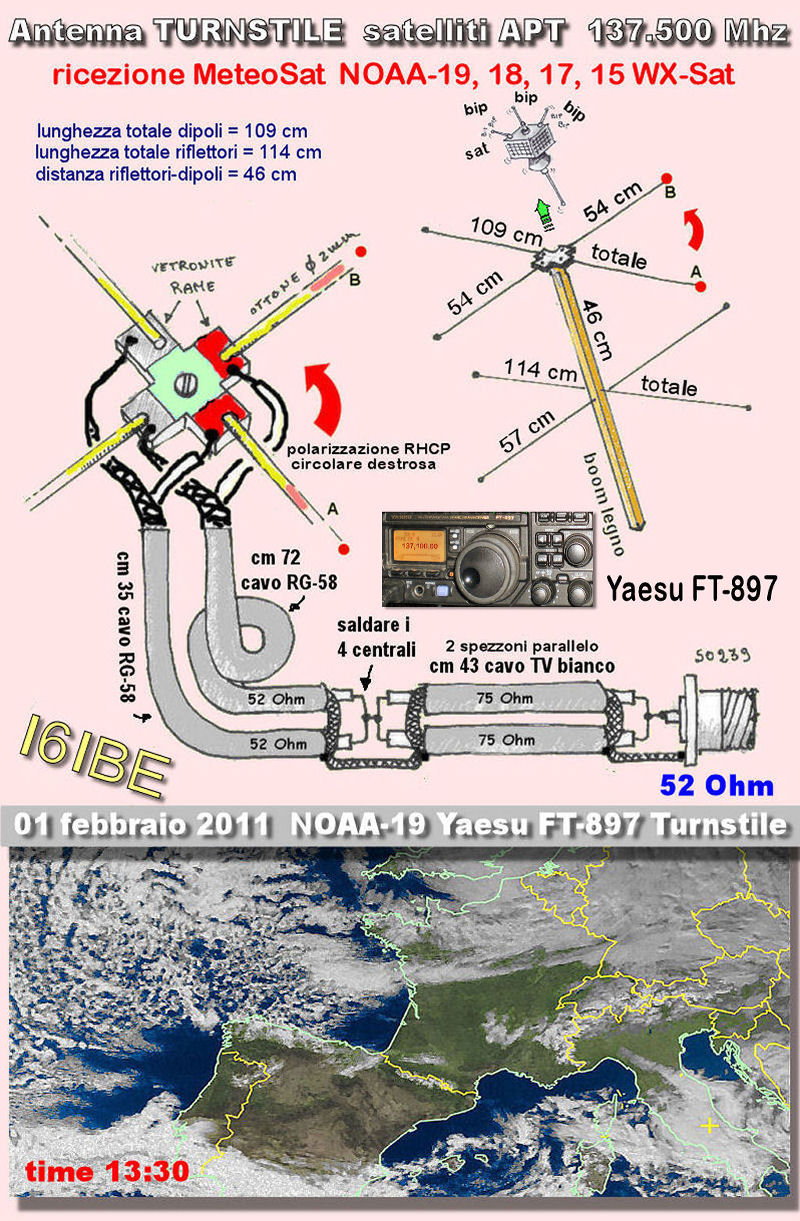 Antenna TURNSTILE satelliti APT 137.500 Mhz
ricezione MeteoSat NOAA-19, 18, 17, 15 WX-Sat
lunghezza totale dipoli = 109 cm
lunghezza totale riflettori = 114 cm
distanza riflettori-dipoli = 46 cm
bip
bip
bip
sat
54 cm
B
109 cm
totale
A
54 cm
46 cm
114 cm
totale
57 cm
boom legno
VETRONITE
RAME
OTTONE φ 2mm
B
polarizzazione RHCP
circolare destrosa
A
cm 35 cavo RG-58
cm 72
cavo RG-58
YAESU
FT-897
137,100.00
Yaesu FT-897
saldare i
4 centrali
2 spezzoni parallelo
cm 43 cavo TV bianco
SO239
52 Ohm
75 Ohm
52 Ohm
75 Ohm
I6IBE
52 Ohm
01 febbraio 2011 NOAA-19 Yaesu FT-897 Turnstile
time 13:30